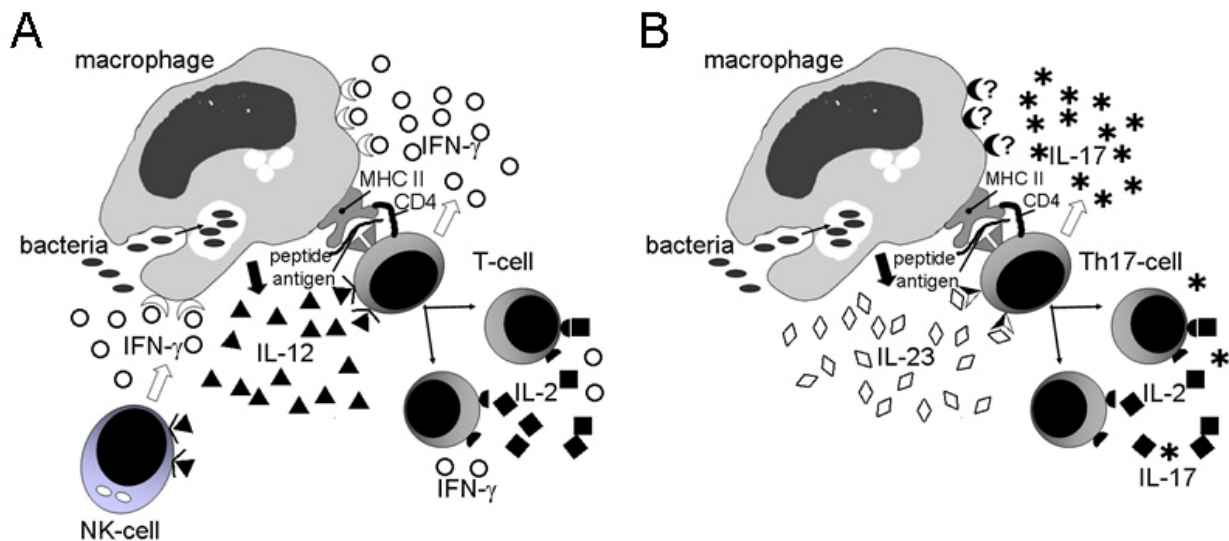 A
macrophage
IFN-γ
MHC II
CD4
bacteria
peptide
antigen
T-cell
IFN-γ
IL-12
IL-2
IFN-γ
NK-cell
B
macrophage
?
?
?
IL-17
MHC II
CD4
bacteria
peptide
antigen
Th17-cell
IL-23
IL-2
IL-17